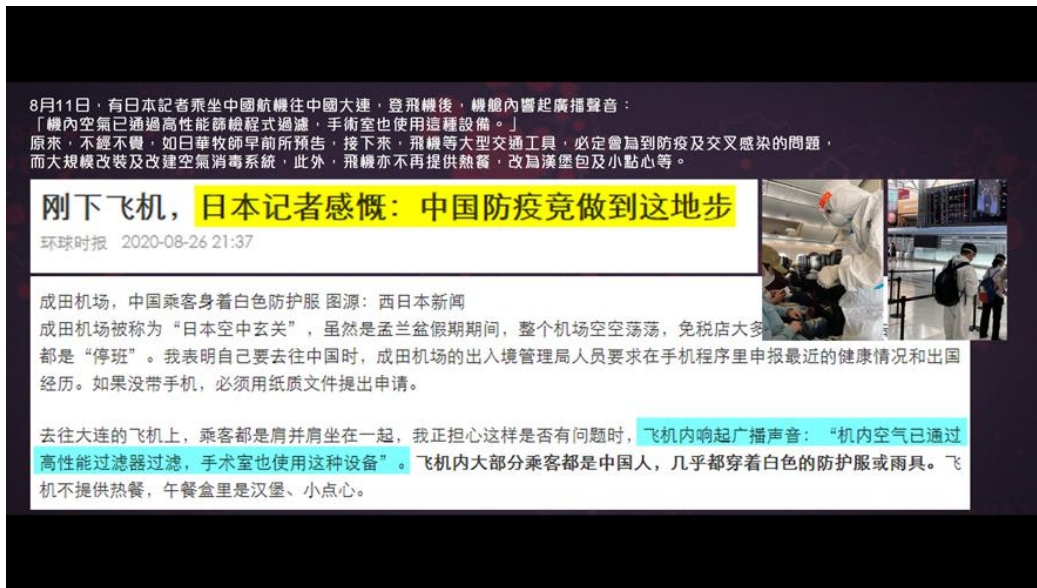 8月11日，有日本記者乘坐中國航機往中國大連，登飛機後，機艙內響起廣播聲音：
「機內空氣已通過高性能篩檢程式過濾，手術室也使用這種設備。」
原來，不經不覺，如日華牧師早前所預告，接下來，飛機等大型交通工具，必定會為到防疫及交叉感染的問題，
而大規模改裝及改建空氣消毒系統，此外，飛機亦不再提供熱餐，改為漢堡包及小點心等。
刚下飞机，日本记者感慨：中国防疫竟做到这地步
环球时报 2020-08-26 21:37
成田机场，中国乘客身着白色防护服 图源：西日本新闻
成田机场被称为“日本空中玄关”，虽然是孟兰盆假期期间，整个机场空空荡荡，免税店大多
都是“停班”。我表明自己要去往中国时，成田机场的出入境管理局人员要求在手机程序里申报最近的健康情况和出国
经历。如果没带手机，必须用纸质文件提出申请。
去往大连的飞机上，乘客都是肩并肩坐在一起，我正担心这样是否有问题时，飞机内响起广播声音：“机内空气已通过
高性能过滤器过滤，手术室也使用这种设备”。飞机内大部分乘客都是中国人，几乎都穿着白色的防护服或雨具。飞
机不提供热餐，午餐盒里是汉堡、小点心。